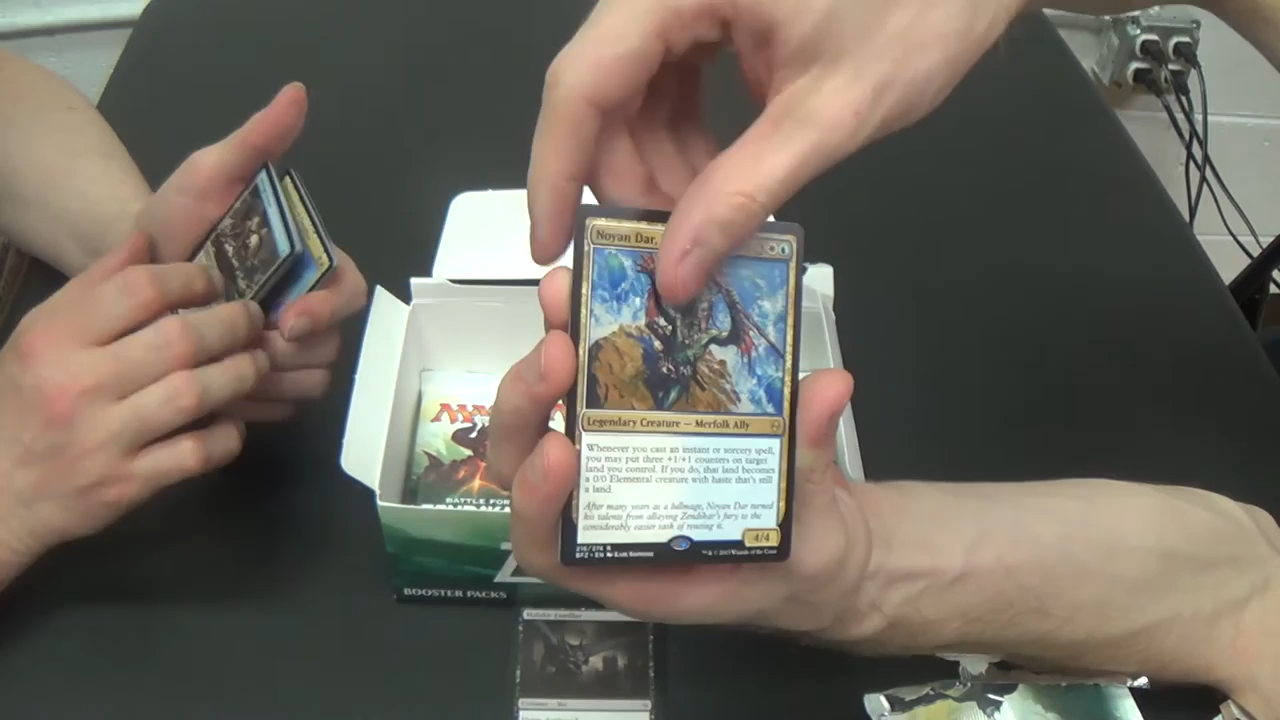 Noyan Dar,
Legendary Creature — Merfolk Ally
Whenever you cast an instant or sorcery spell,
you may put three +1/+1 counters on target
land you control. If you do, that land becomes
a 0/0 Elemental creature with haste that's still
a land.
After many years as a lullmage, Noyan Dar turned
his talents from allaying Zendikar's fury to the
considerably easier task of rousing it.
4/4
BFZ • EN
BATTLE FOR
BOOSTER PACKS